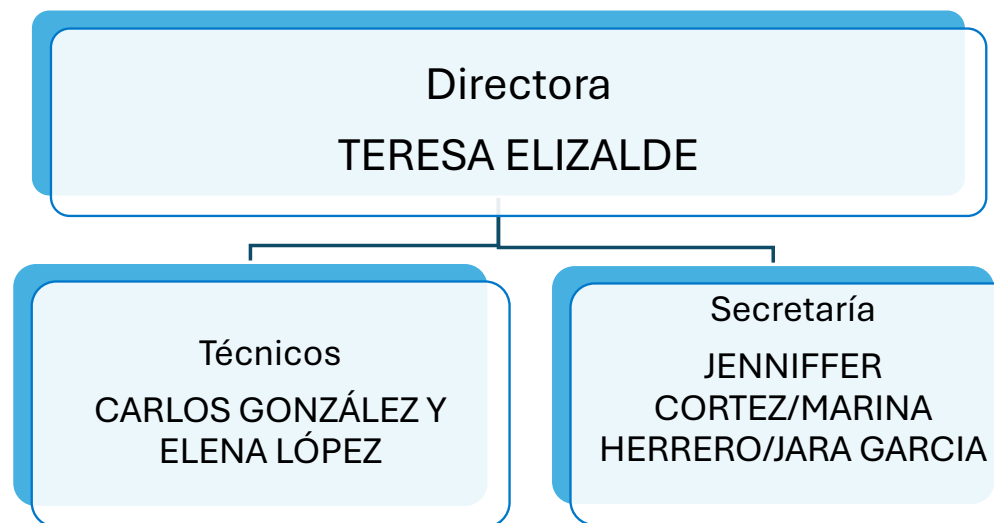 Directora
TERESA ELIZALDE
Técnicos
CARLOS GONZÁLEZ Y
ELENA LÓPEZ
Secretaría
JENNIFFER
CORTEZ/MARINA
HERRERO/JARA GARCIA